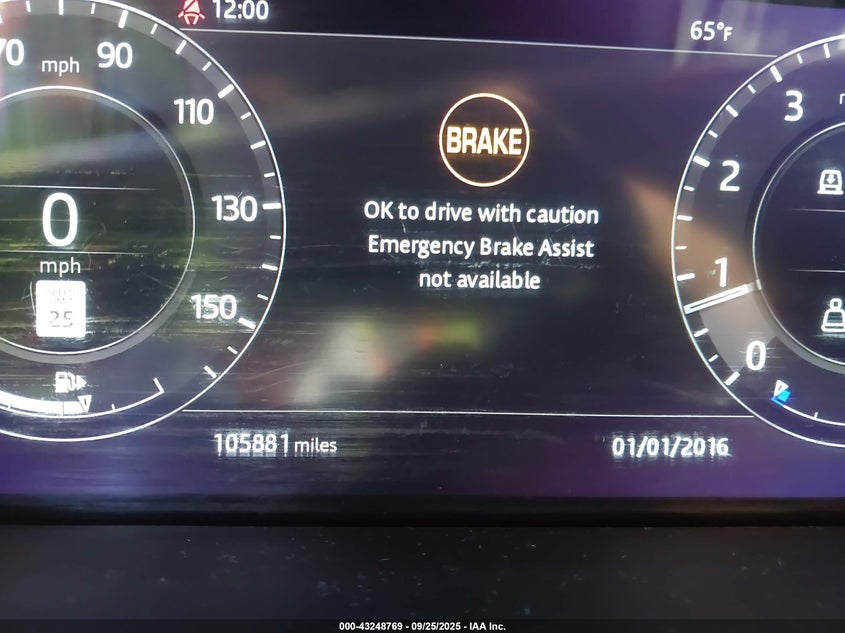 12:00
65°F
70
mph
90
110
130
150
0
mph
SPEED
LIMIT
25
BRAKE
OK to drive with caution
Emergency Brake Assist
not available
3
2
1
0
105881 miles
01/01/2016
000-43248769 - 09/25/2025 - IAA Inc.